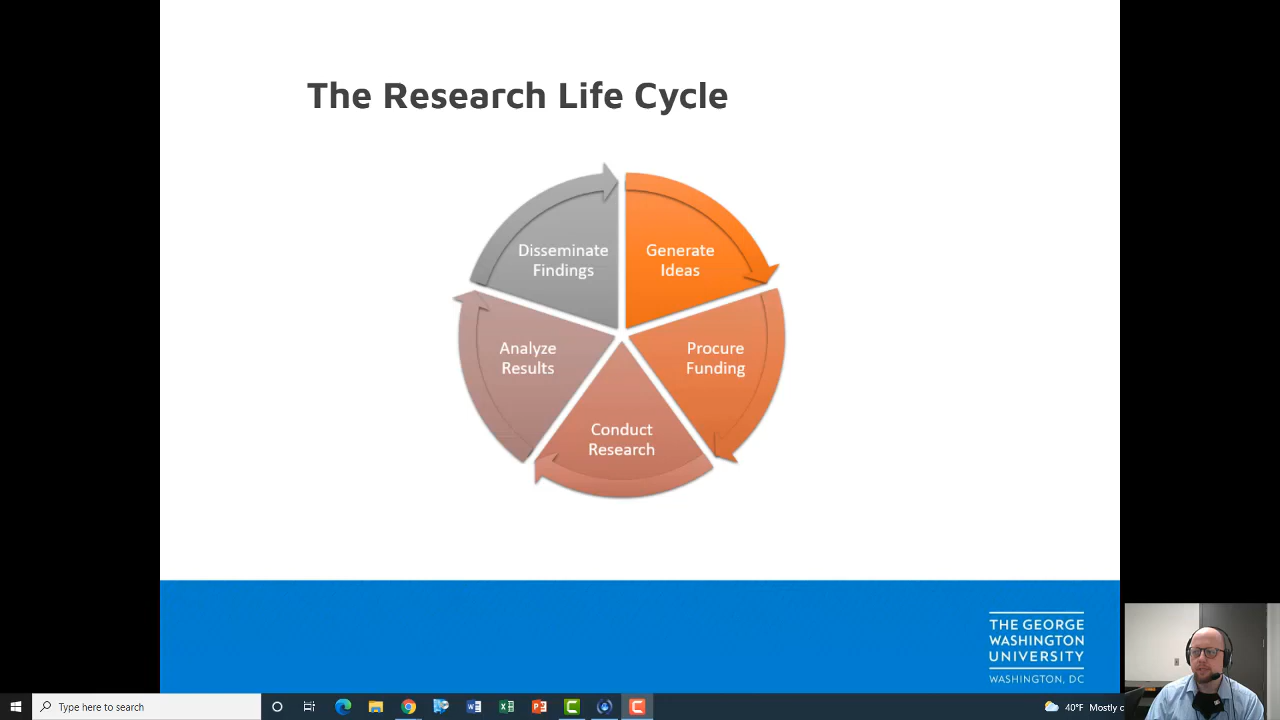 The Research Life Cycle
Disseminate
Findings
Generate
Ideas
Analyze
Results
Procure
Funding
Conduct
Research
THE GEORGE
WASHINGTON
UNIVERSITY
WASHINGTON, DC
Type here to search
40°F Mostly c